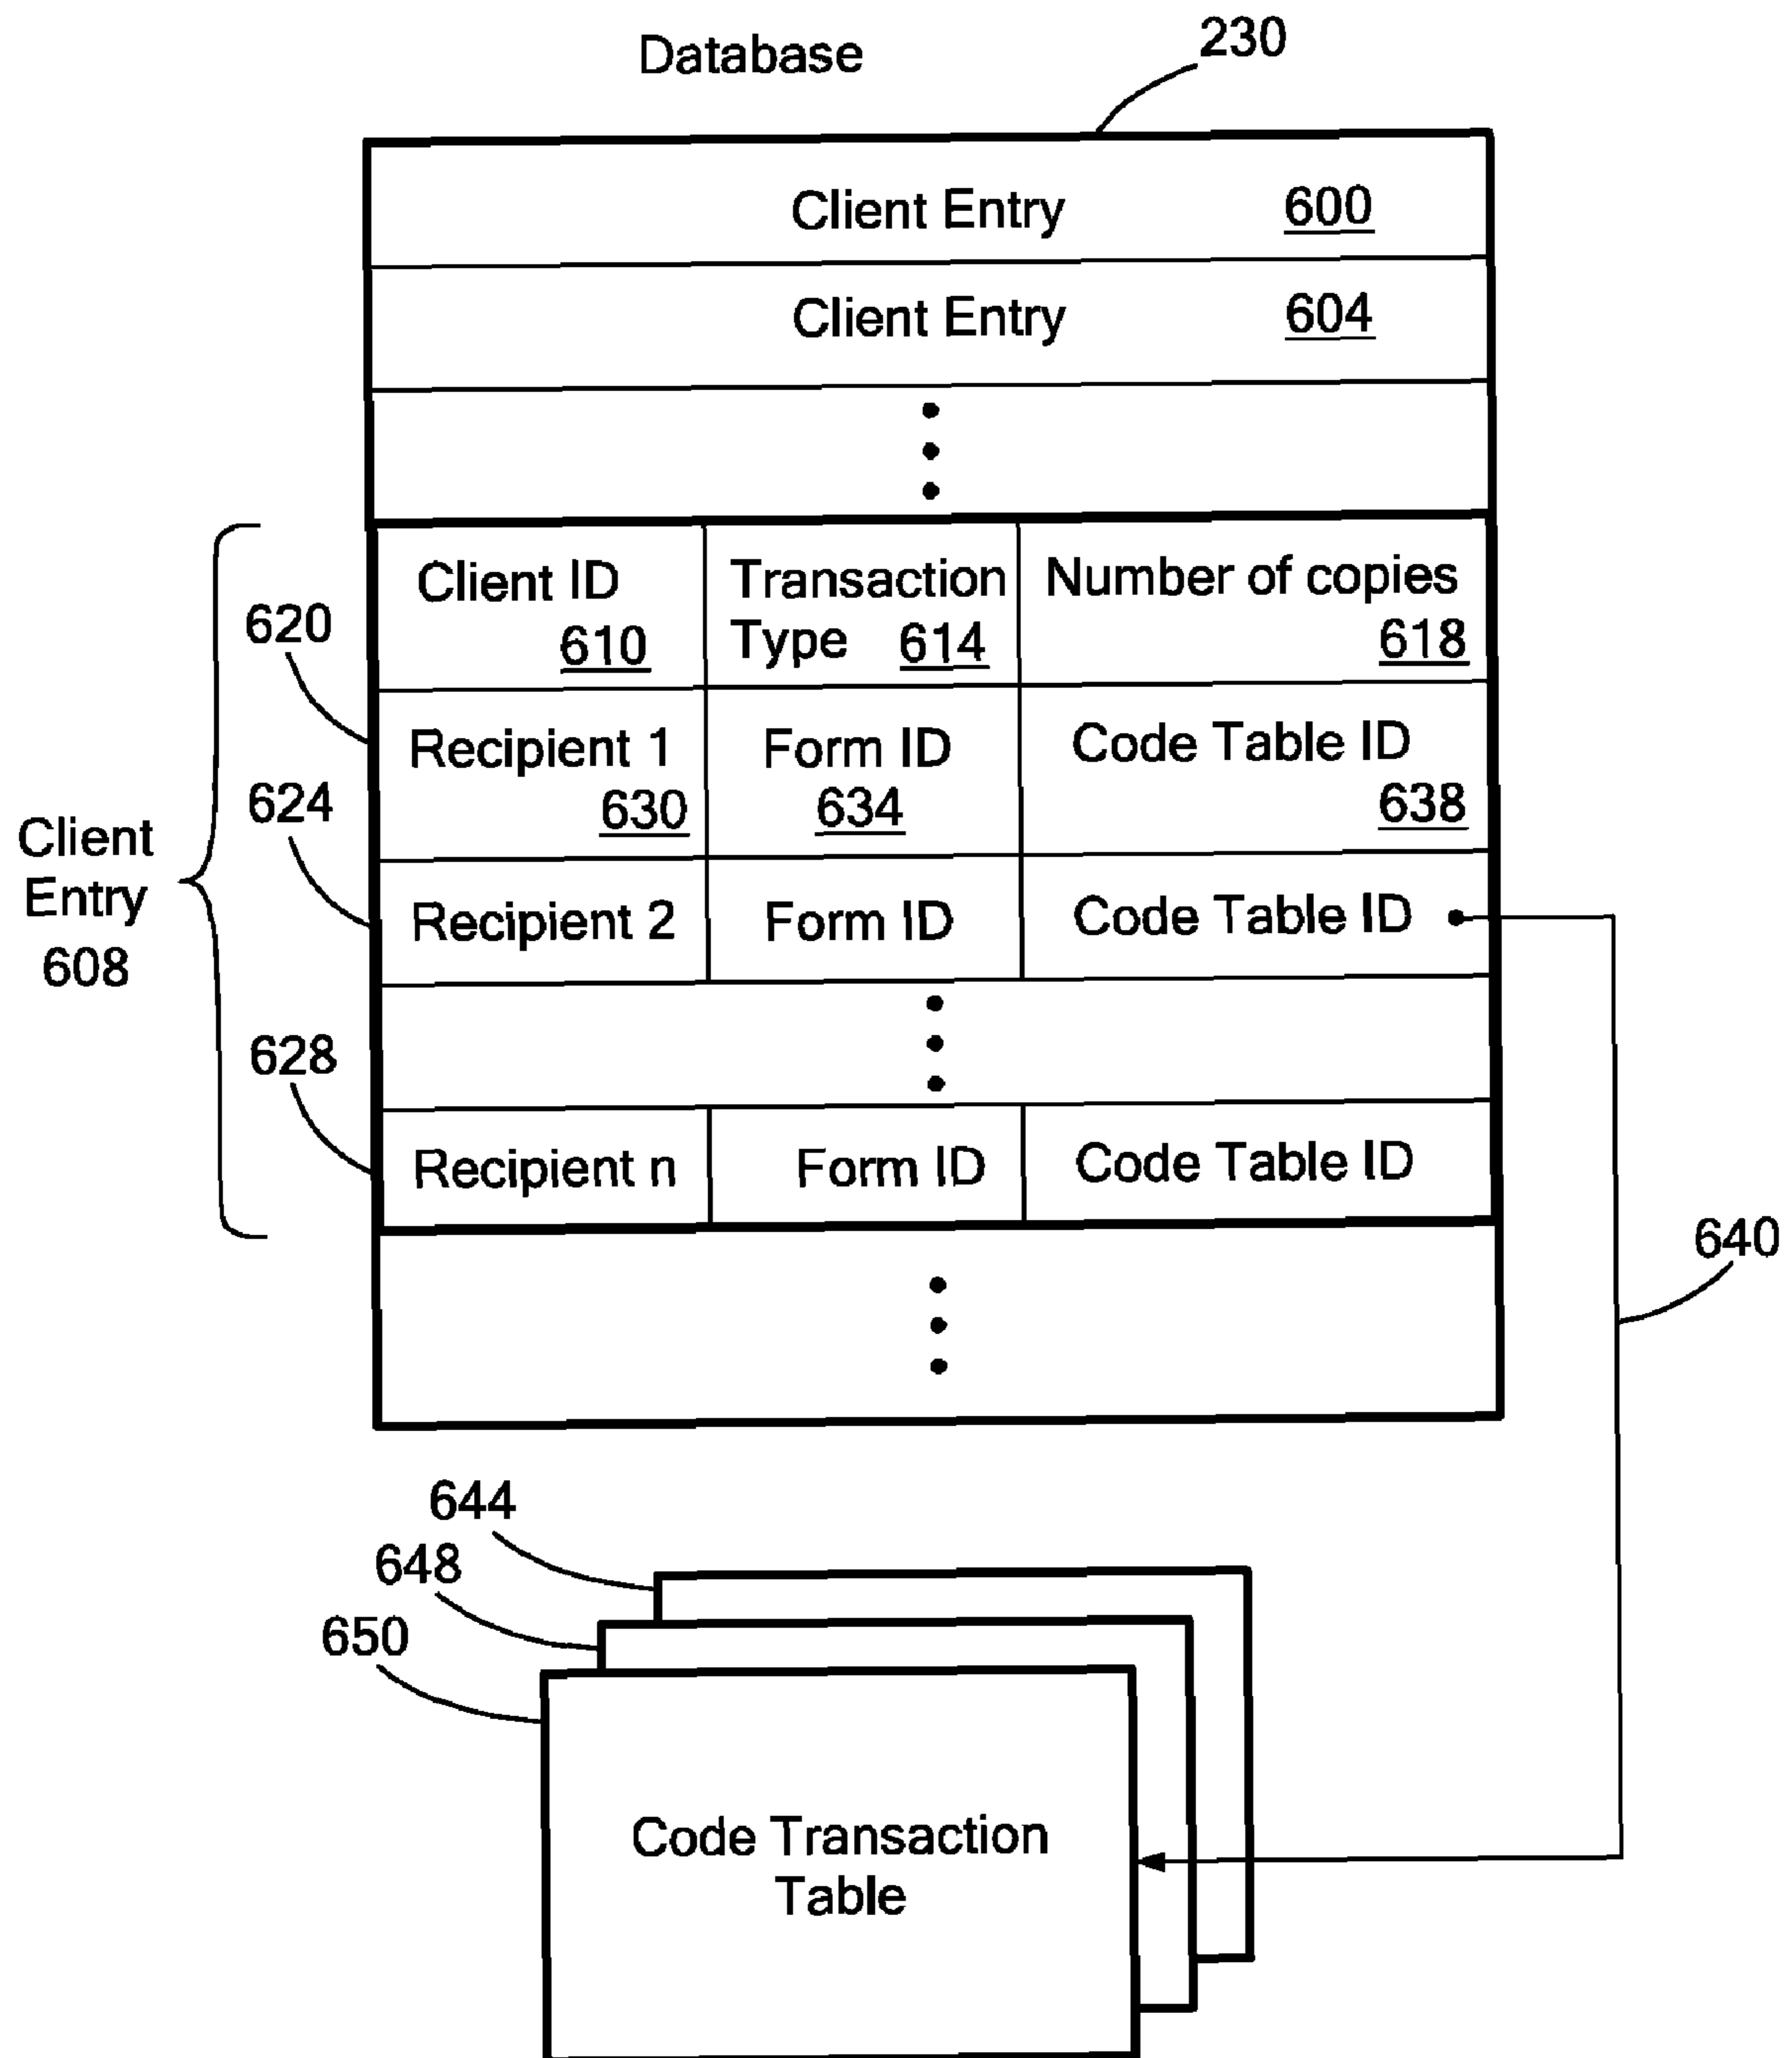 Database
230
Client Entry 600
Client Entry 604
Client ID
610
Transaction
Type 614
Number of copies
618
620
Recipient 1
630
Form ID
634
Code Table ID
638
624
Client
Entry
608
Recipient 2
Form ID
Code Table ID
628
Recipient n
Form ID
Code Table ID
640
644
648
650
Code Transaction
Table